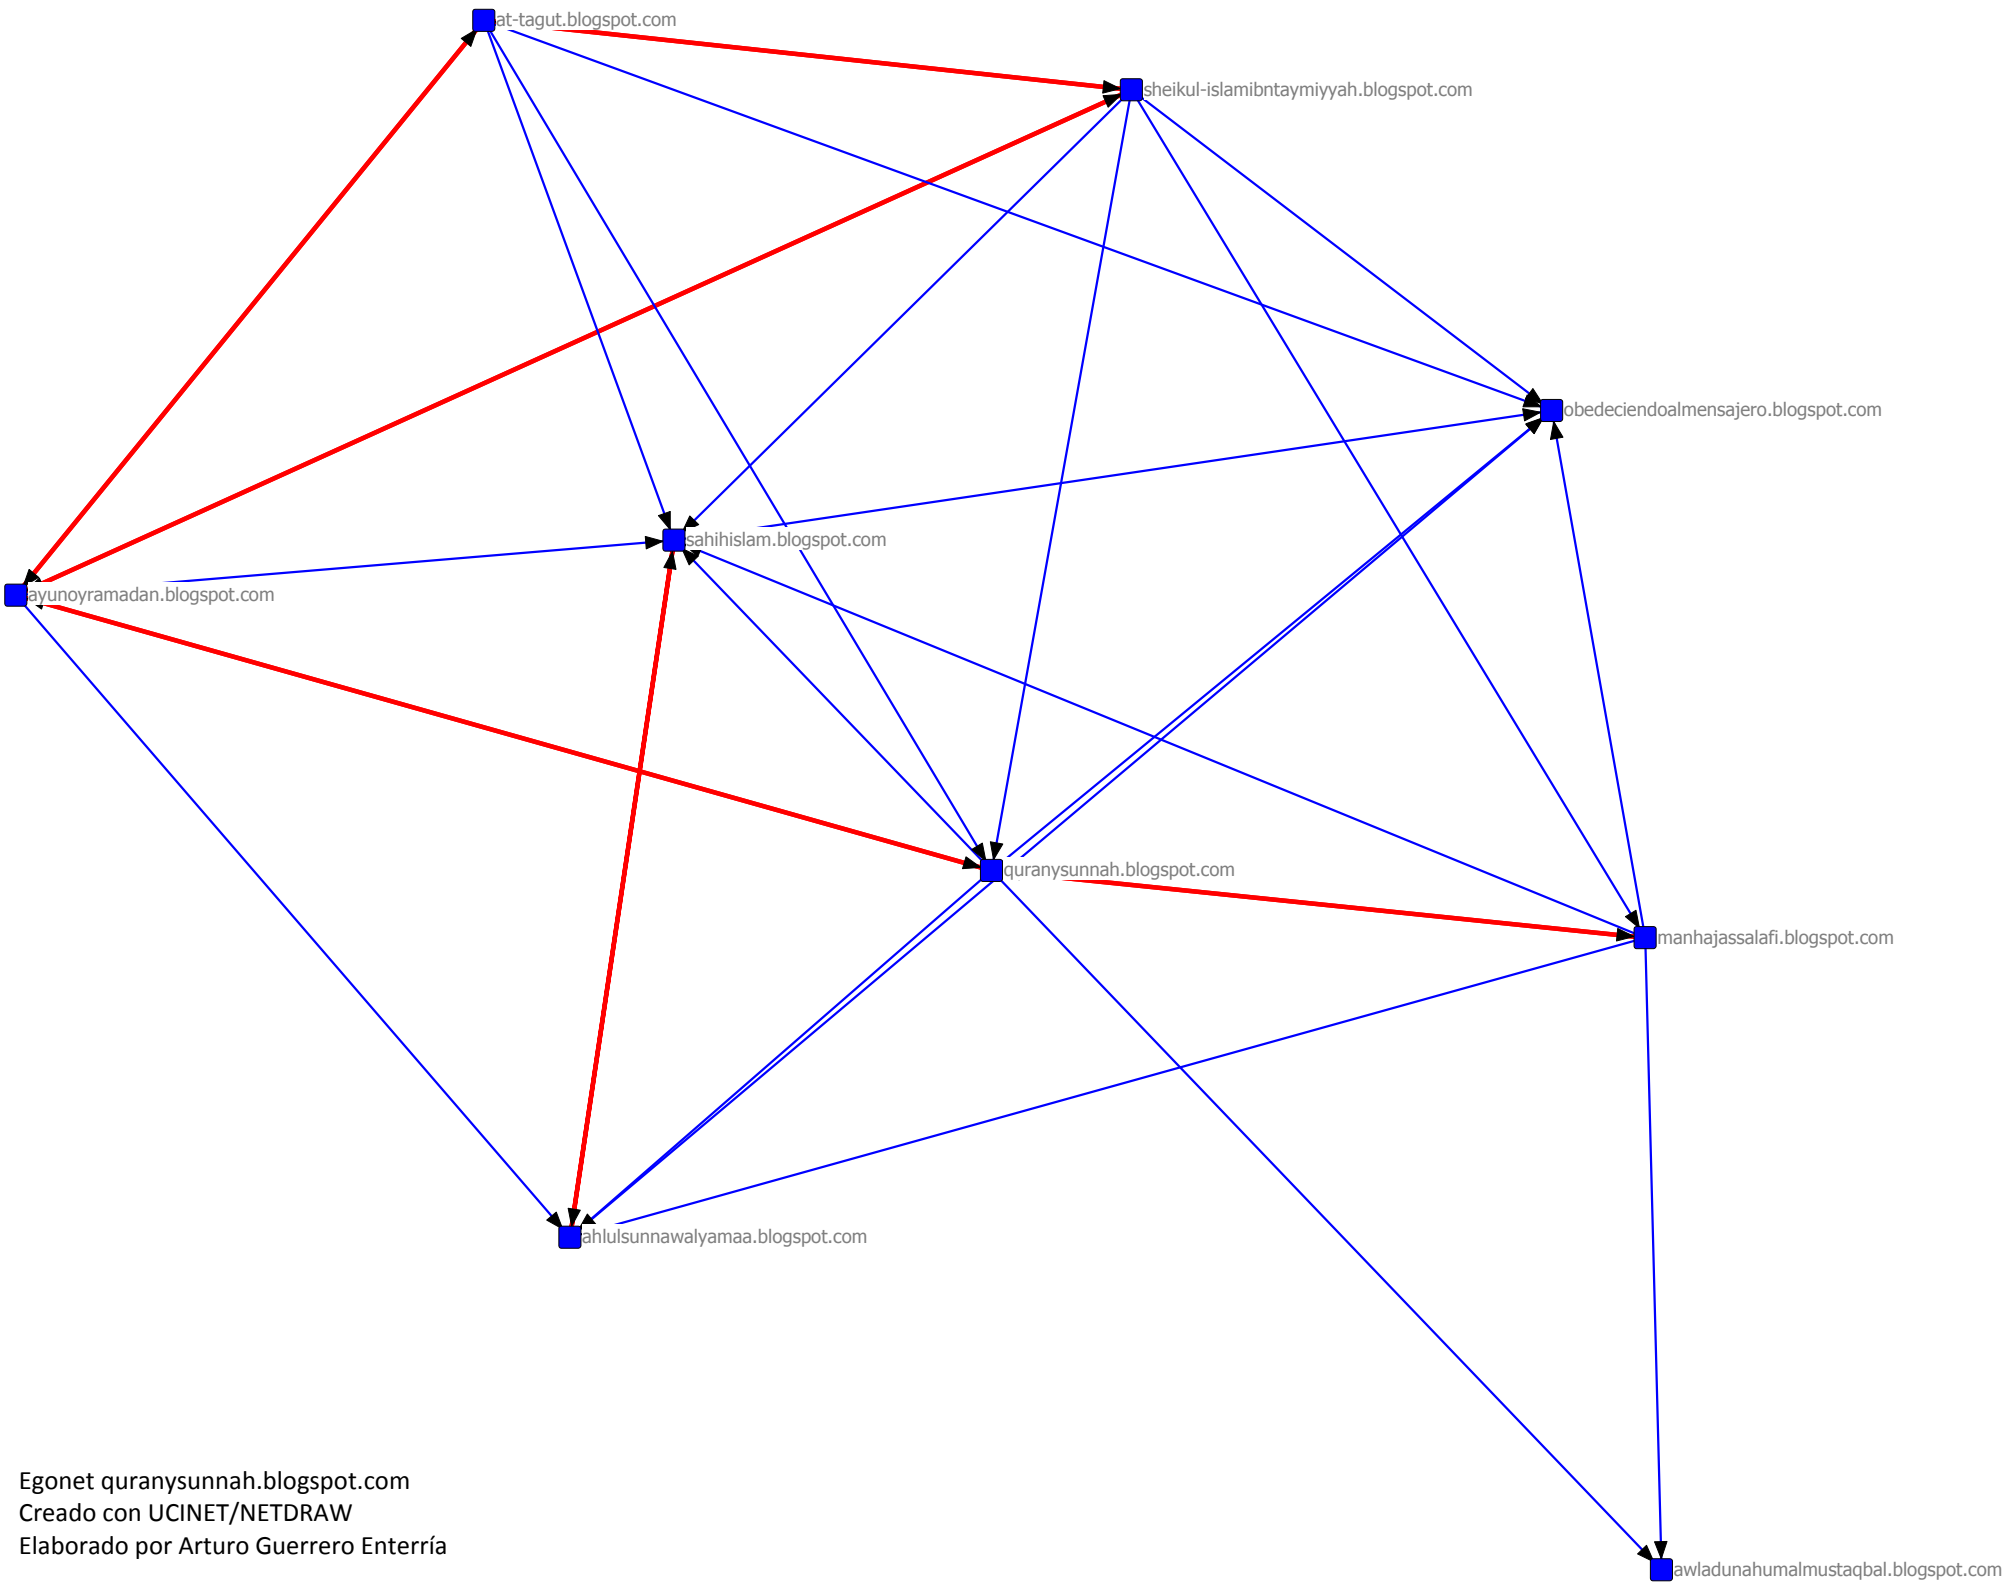 at-tagut.blogspot.com
sheikul-islamibntaymiyyah.blogspot.com
obedeciendoalmensajero.blogspot.com
sahihislam.blogspot.com
ayunoyramadan.blogspot.com
quranysunnah.blogspot.com
manhajassalafi.blogspot.com
ahlulsunnawalyamaa.blogspot.com
Egonet quranysunnah.blogspot.com
Creado con UCINET/NETDRAW
Elaborado por Arturo Guerrero Enterría
awladunahumalmustaqbal.blogspot.com